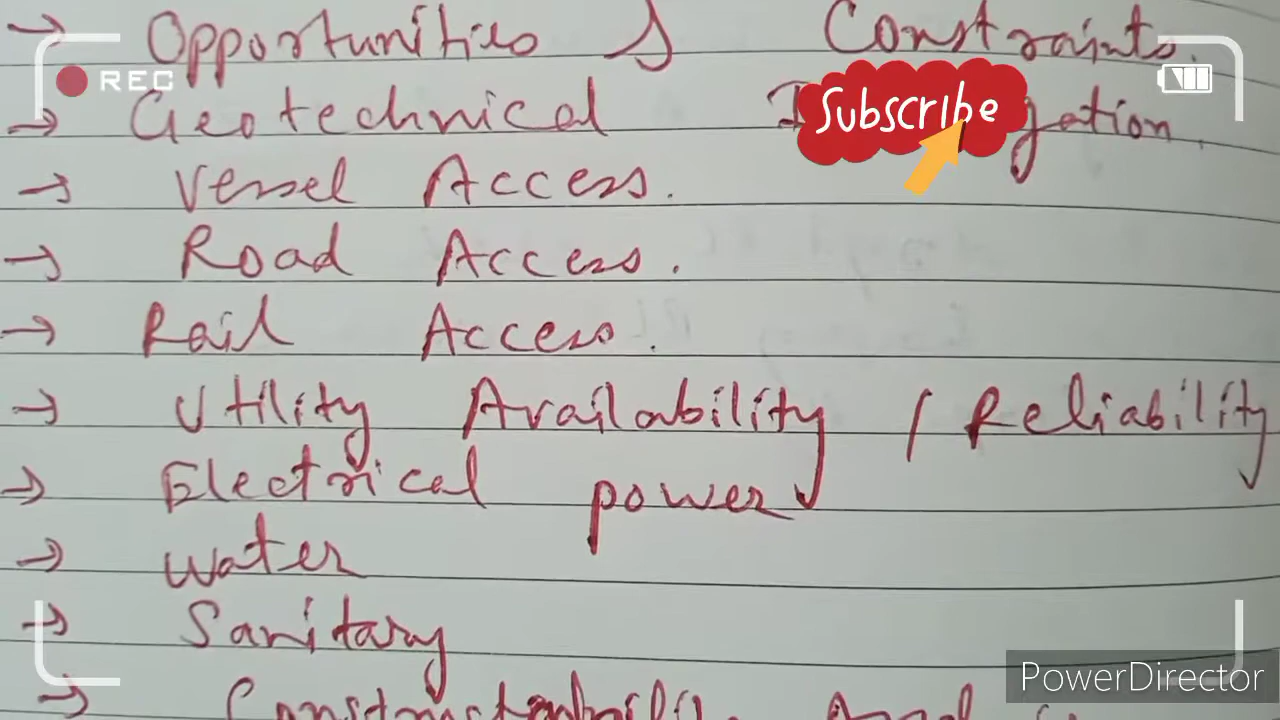 → Opportunities & Constraints.
REC
→ Geotechnical
Subscribe
→ Vessel Access.
→ Road Access.
→ Rail Access.
→ Utility Availability / Reliability
→ Electrical power
→ Water
→ Sanitary
→
PowerDirector